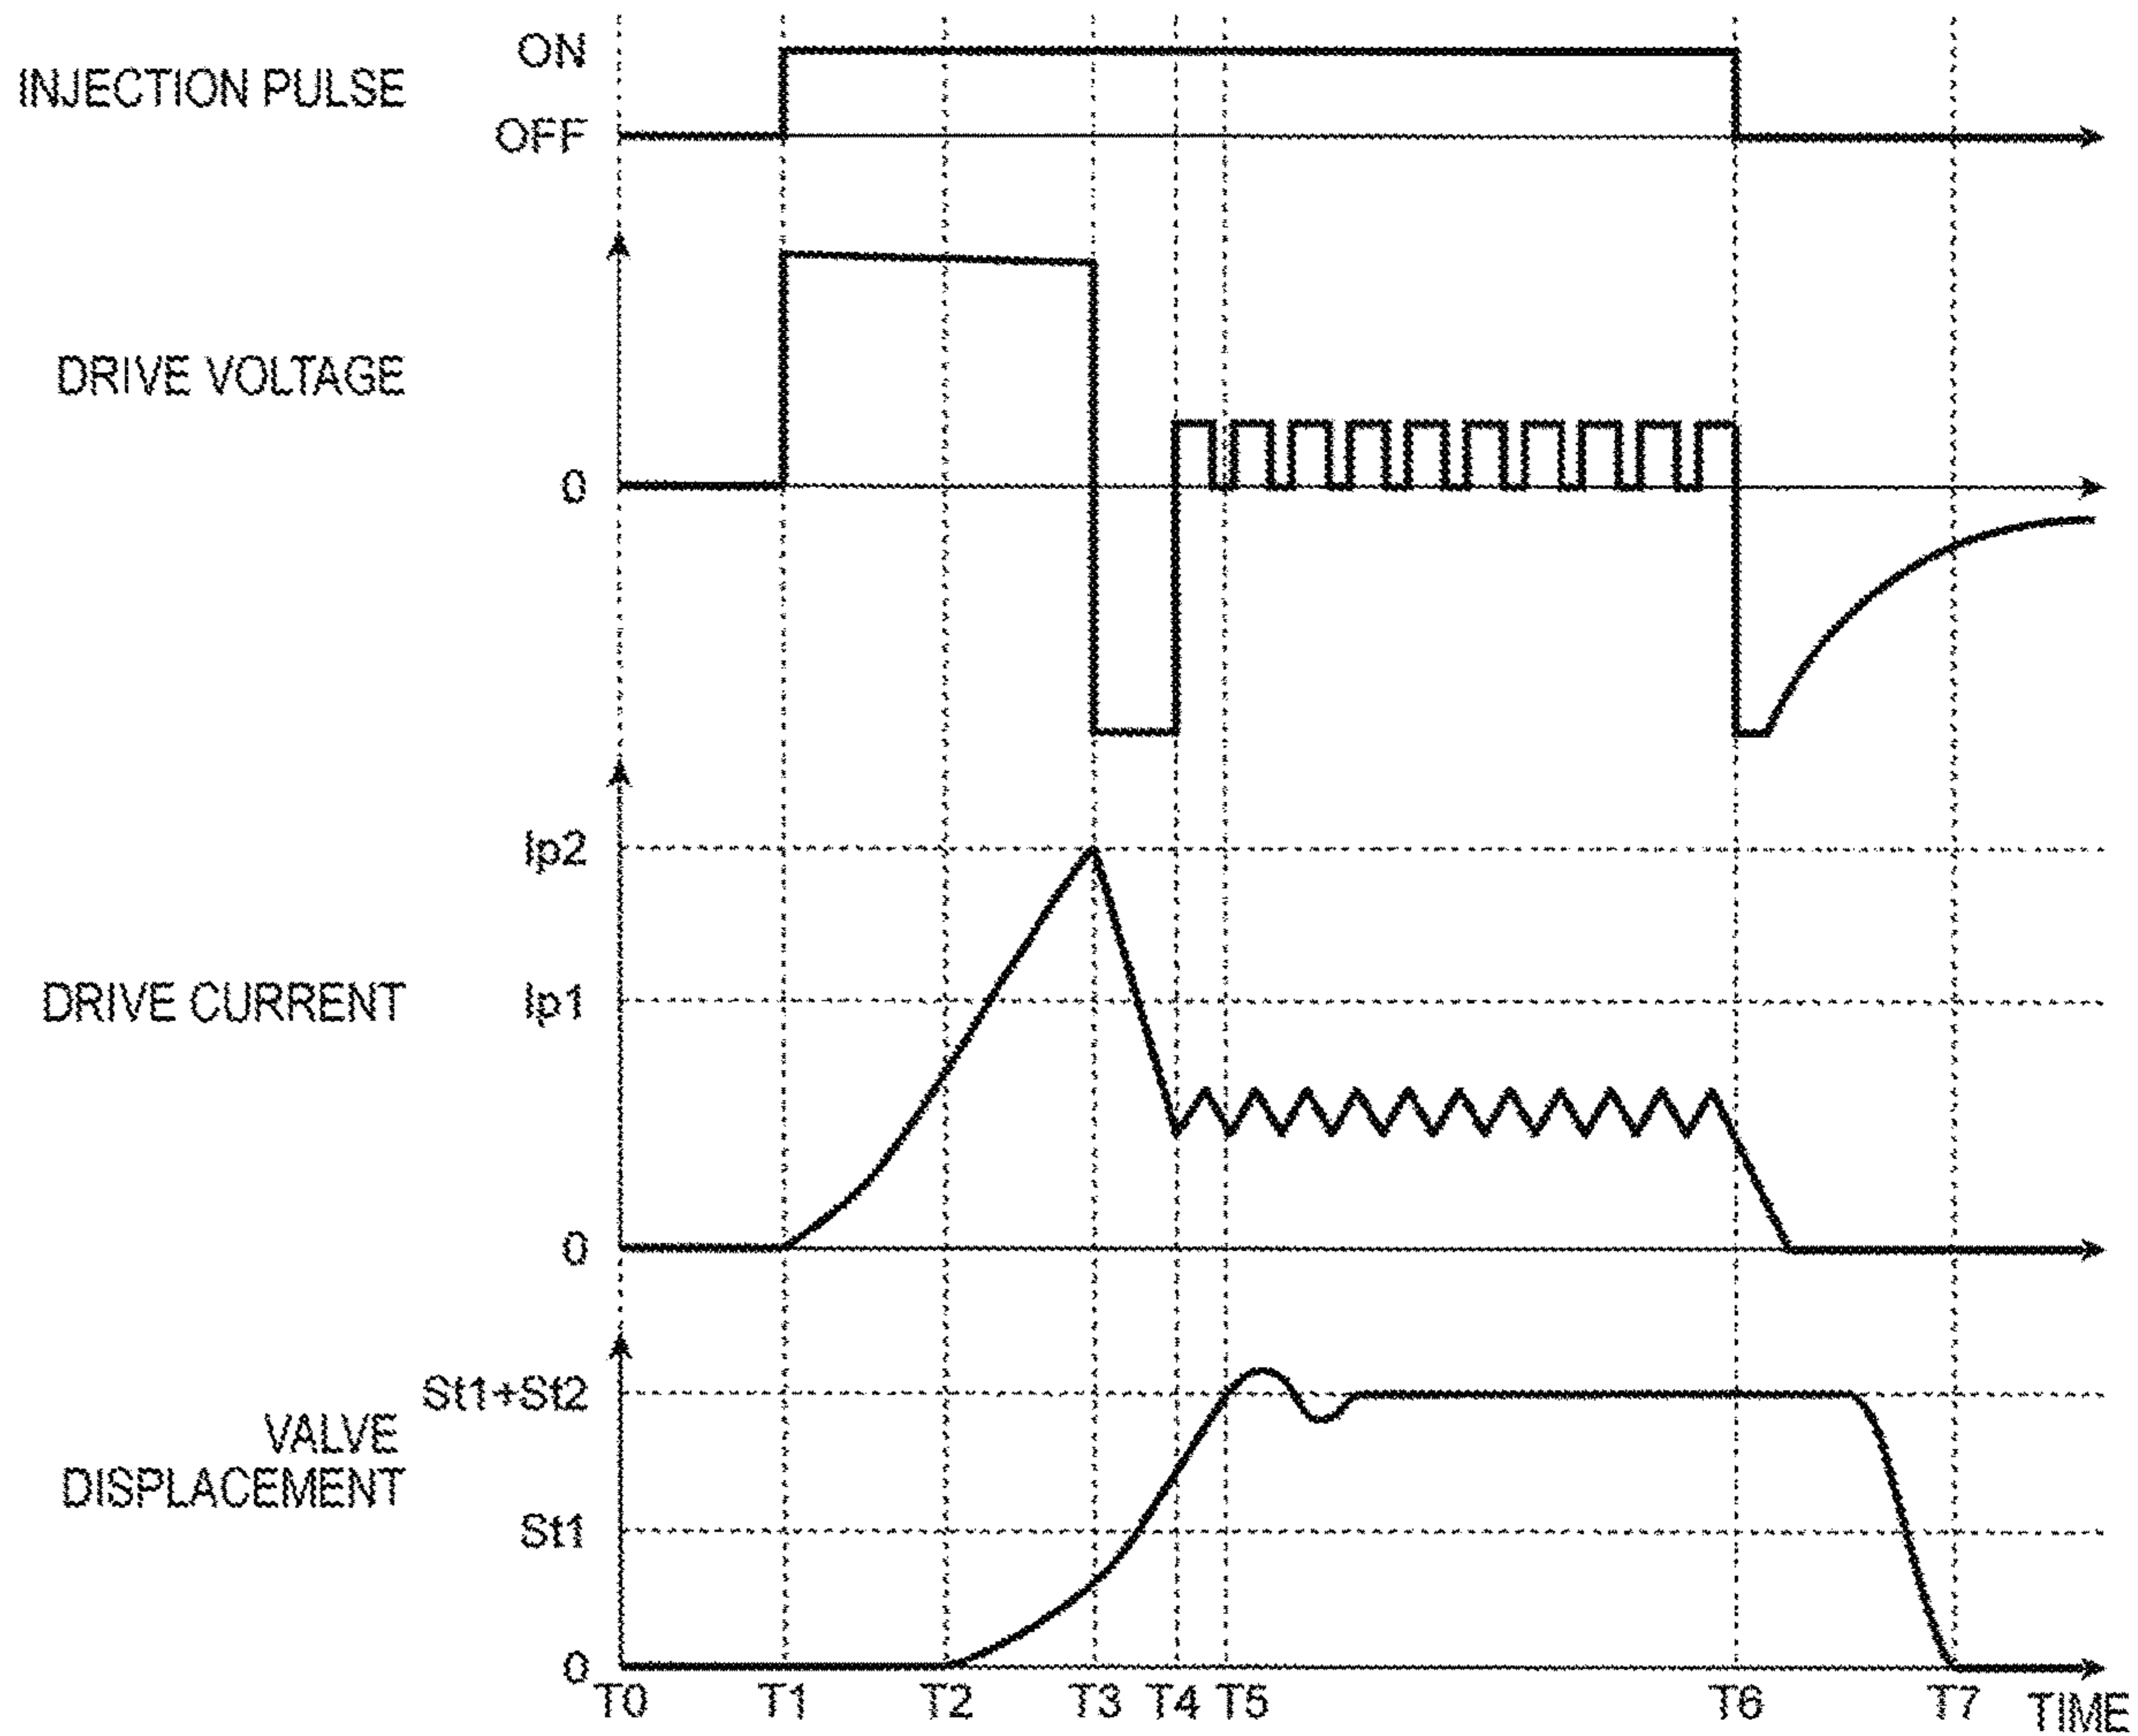 ON
INJECTION PULSE
OFF
DRIVE VOLTAGE
0
Ip2
DRIVE CURRENT
Ip1
0
St1+St2
VALVE
DISPLACEMENT
St1
0
T0 T1 T2 T3 T4 T5 T6 T7 TIME